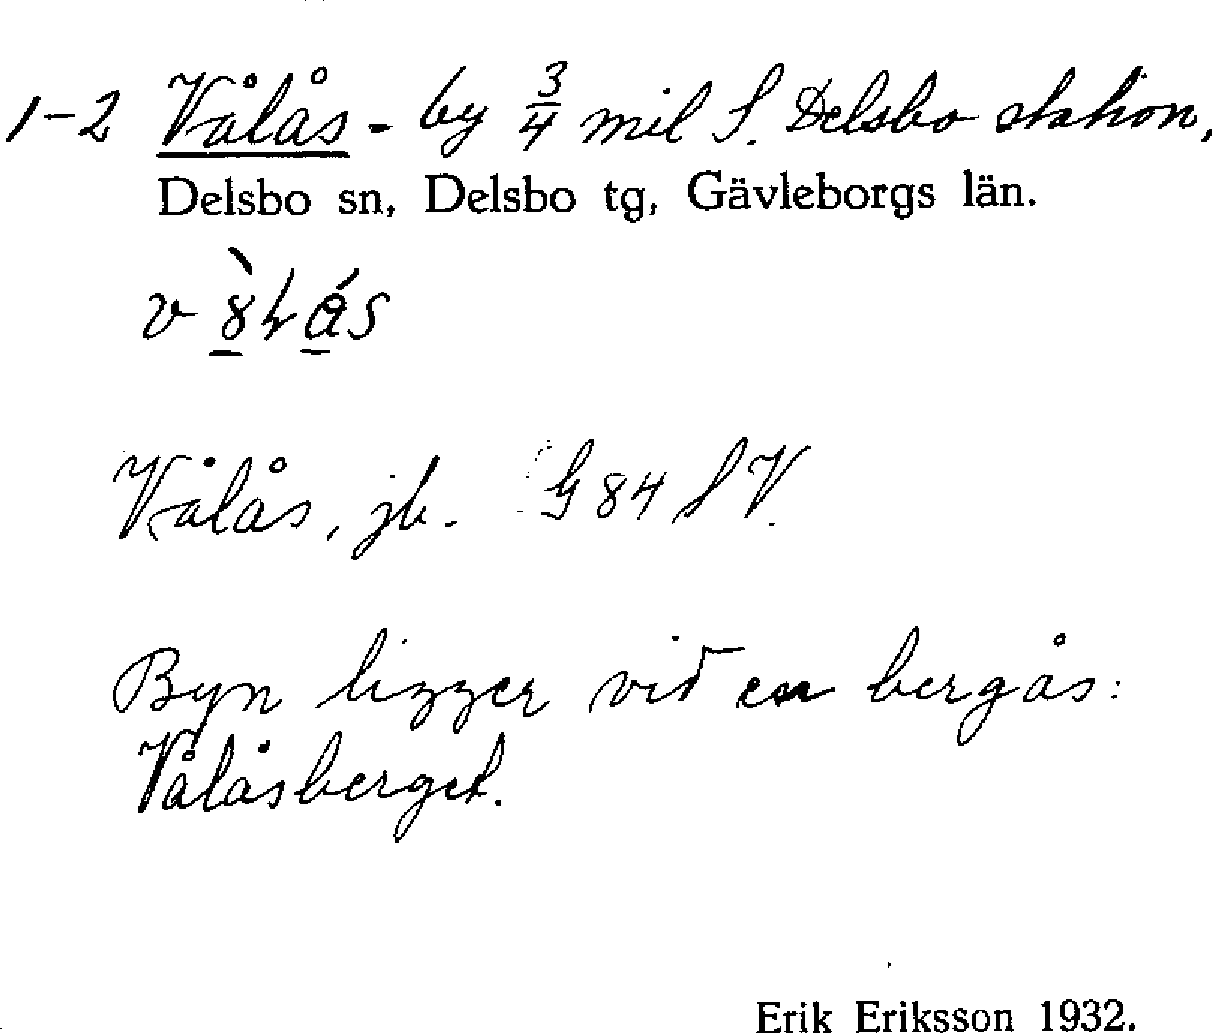 1-2 Vålås - by 3/4 mil S. Delsbo station,
Delsbo sn, Delsbo tg, Gävleborgs län.
Vålås, jb. G 84 SV.
Byn ligger vid en bergås:
Vålåsberget.
Erik Eriksson 1932.